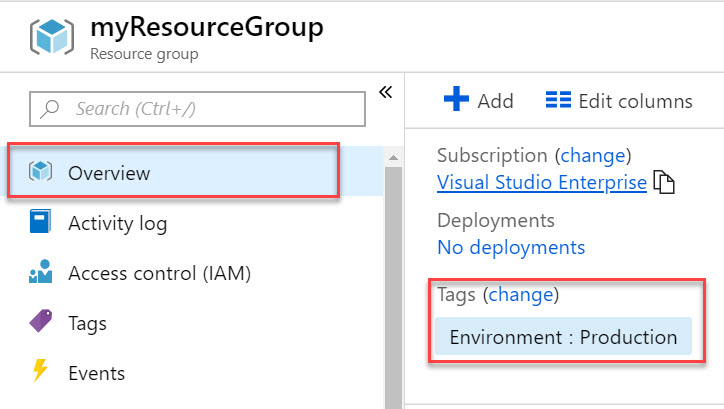 myResourceGroup
Resource group
Search (Ctrl+/)
«
Overview
Activity log
Access control (IAM)
Tags
Events
Add
Edit columns
Subscription (change)
Visual Studio Enterprise
Deployments
No deployments
Tags (change)
Environment : Production